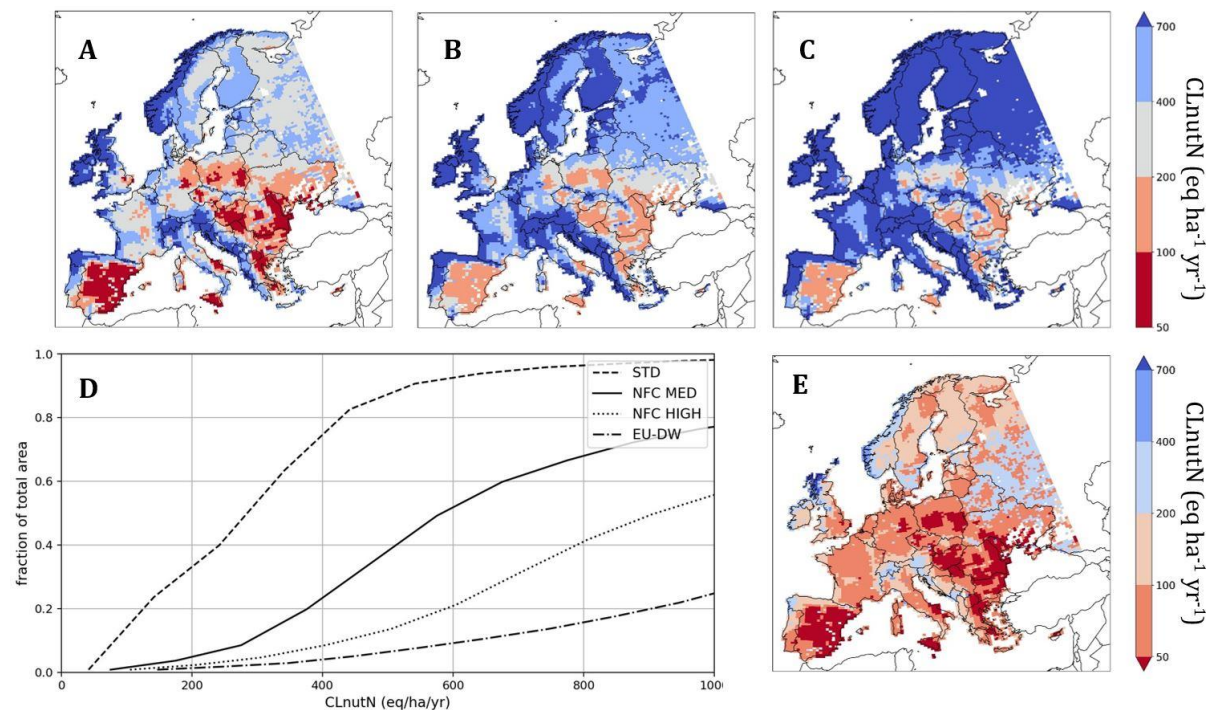 A
B
C
700
400
200
100
50
CLnutN (eq ha⁻¹ yr⁻¹)
D
1.0
0.8
0.6
0.4
0.2
0.0
fraction of total area
STD
NFC MED
NFC HIGH
EU-DW
0
200
400
600
800
1000
CLnutN (eq/ha/yr)
E
700
400
200
100
50
CLnutN (eq ha⁻¹ yr⁻¹)